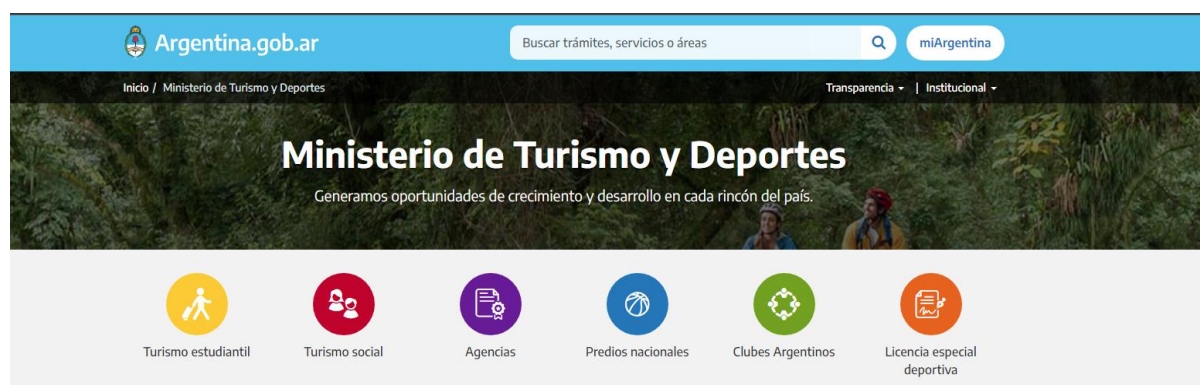 Argentina.gob.ar
Buscar trámites, servicios o áreas
miArgentina
Inicio / Ministerio de Turismo y Deportes
Transparencia | Institucional
Ministerio de Turismo y Deportes
Generamos oportunidades de crecimiento y desarrollo en cada rincón del país.
Turismo estudiantil
Turismo social
Agencias
Predios nacionales
Clubes Argentinos
Licencia especial
deportiva